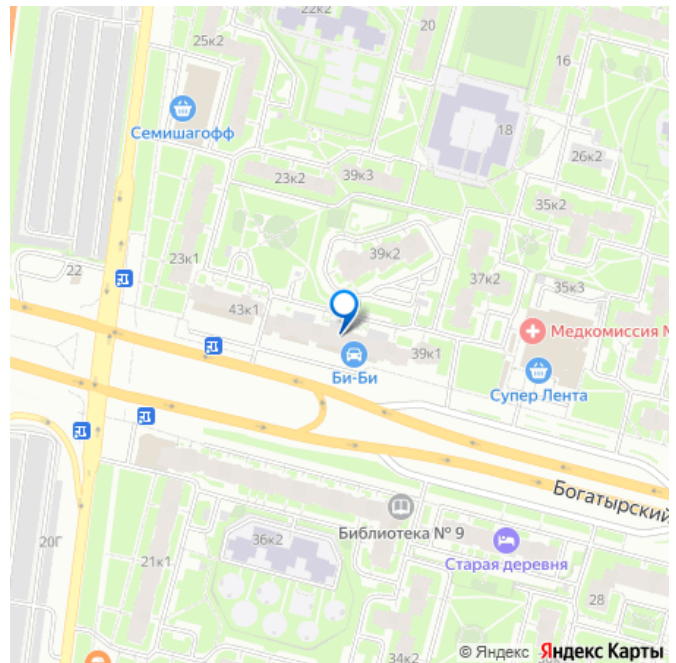 22к2
20
25к2
16
Семишагофф
18
26к2
39к3
23к2
35к2
39к2
23к1
22
37к2
35к3
43к1
Медкомиссия №
39к1
Би-Би
Супер Лента
Богатырский
Библиотека № 9
20Г
36к2
21к1
Старая деревня
28
34к2
© Яндекс Яндекс Карты